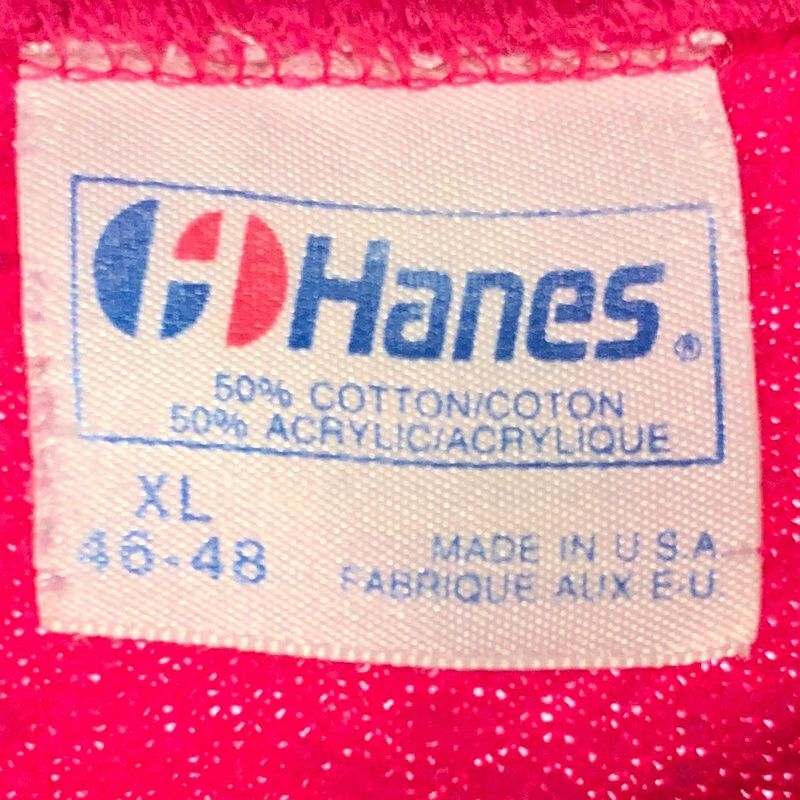 Hanes®
50% COTTON/COTON
50% ACRYLIC/ACRYLIQUE
XL
46-48
MADE IN U.S.A.
FABRIQUE AUX E.-U.